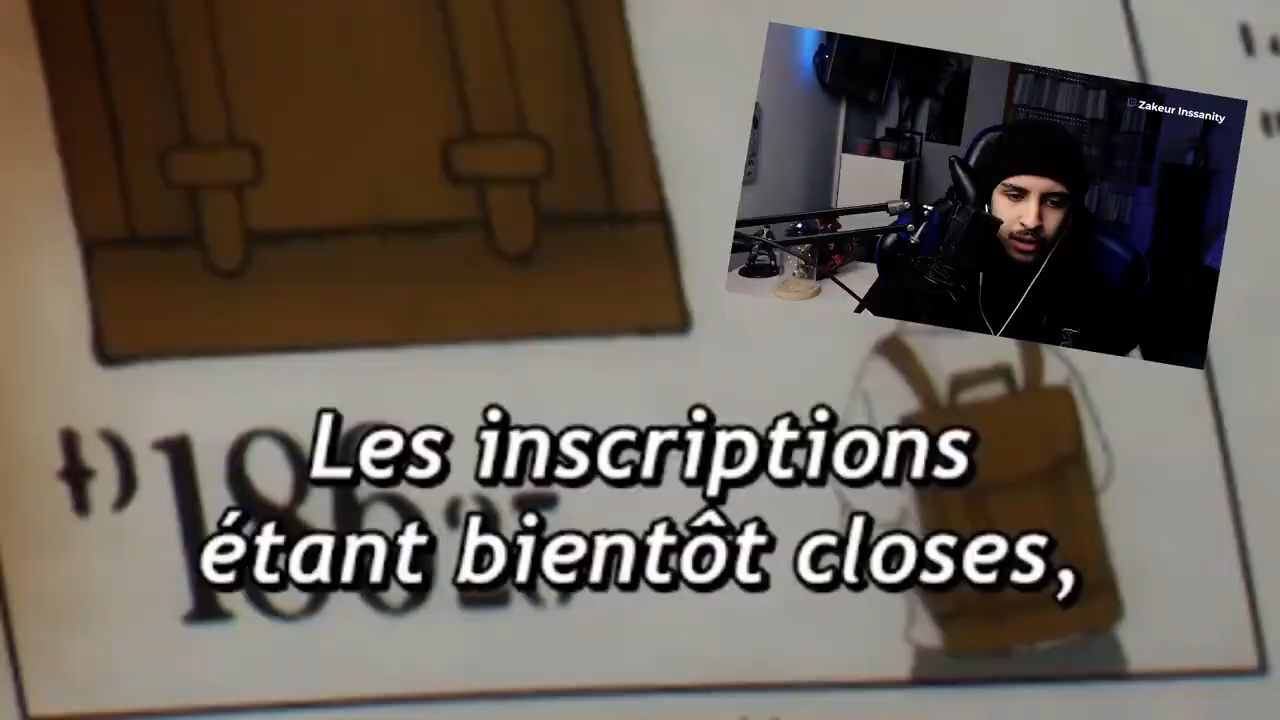 Zakeur Inssanity
Les inscriptions
étant bientôt closes,